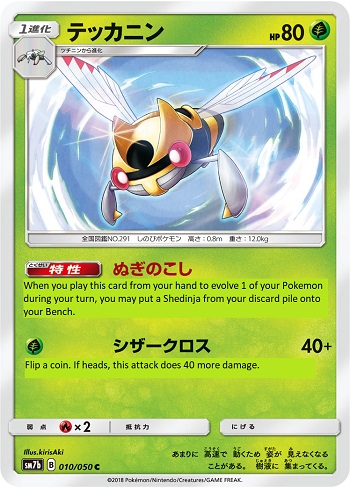 1進化
テッカニン
HP80
ツチニンから進化
全国図鑑NO.291 しのびポケモン 高さ:0.8m 重さ:12.0kg
とくせい
特性 ぬぎのこし
When you play this card from your hand to evolve 1 of your Pokemon
during your turn, you may put a Shedinja from your discard pile onto
your Bench.
シザークロス 40+
Flip a coin. If heads, this attack does 40 more damage.
弱点 ×2 抵抗力 にげる
Illus.kirisAki
sm7b B 010/050 C
あまりに 高速で 動くため 姿が 見えなくなる
ことがある。 樹液に 集まってくる。
©2018 Pokémon/Nintendo/Creatures/GAME FREAK.